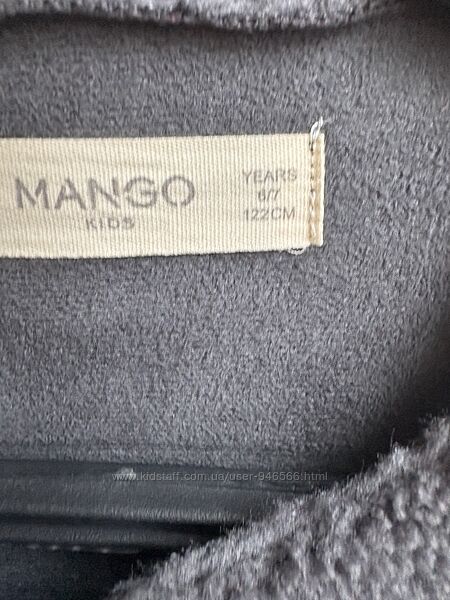 MANGO
KIDS
YEARS
6/7
122CM
www.kidstaff.com.ua/user-946566.html